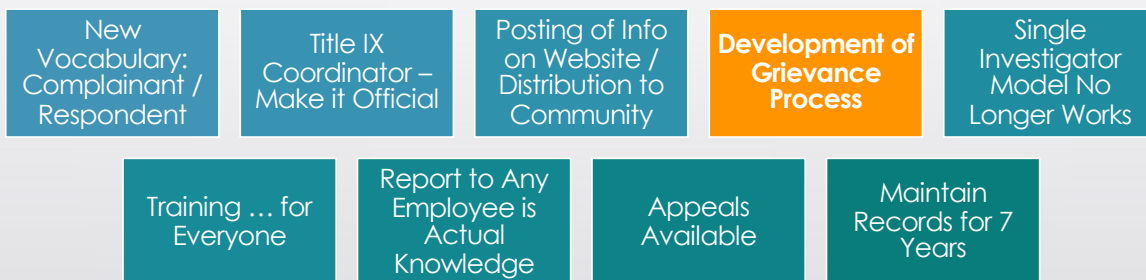 New
Vocabulary:
Complainant /
Respondent
Title IX
Coordinator –
Make it Official
Posting of Info
on Website /
Distribution to
Community
Development of
Grievance
Process
Single
Investigator
Model No
Longer Works
Training … for
Everyone
Report to Any
Employee is
Actual
Knowledge
Appeals
Available
Maintain
Records for 7
Years